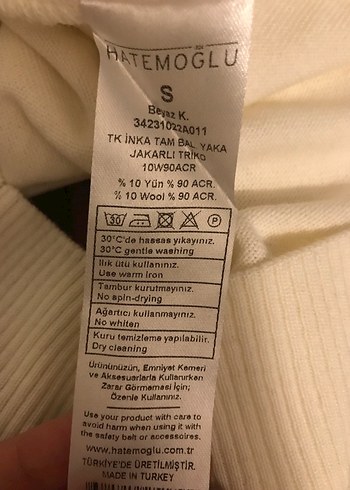 HATEMOĞLU
S
Beyaz K.
34231022A011
TK İNKA TAM BAL. YAKA
JAKARLI TRİKO
10W90ACR
% 10 Yün % 90 ACR.
% 10 Wool % 90 ACR.
30 P
30°C'de hassas yıkayınız.
30°C gentle washing
Ilık ütü kullanınız.
Use warm iron
Tambur kurutmayınız.
No spin-drying
Ağartıcı kullanmayınız.
No whiten
Kuru temizleme yapılabilir.
Dry cleaning
Ürününüzün, Emniyet Kemeri
ve Aksesuarlarla Kullanırken
Zarar Görmemesi İçin;
Özenle Kullanınız.
Use your product with care to
avoid harm when using it with
the safety belt or accessories.
www.hatemoglu.com
TÜRKİYE'DE ÜRETİLMİŞTİR.
MADE IN TURKEY